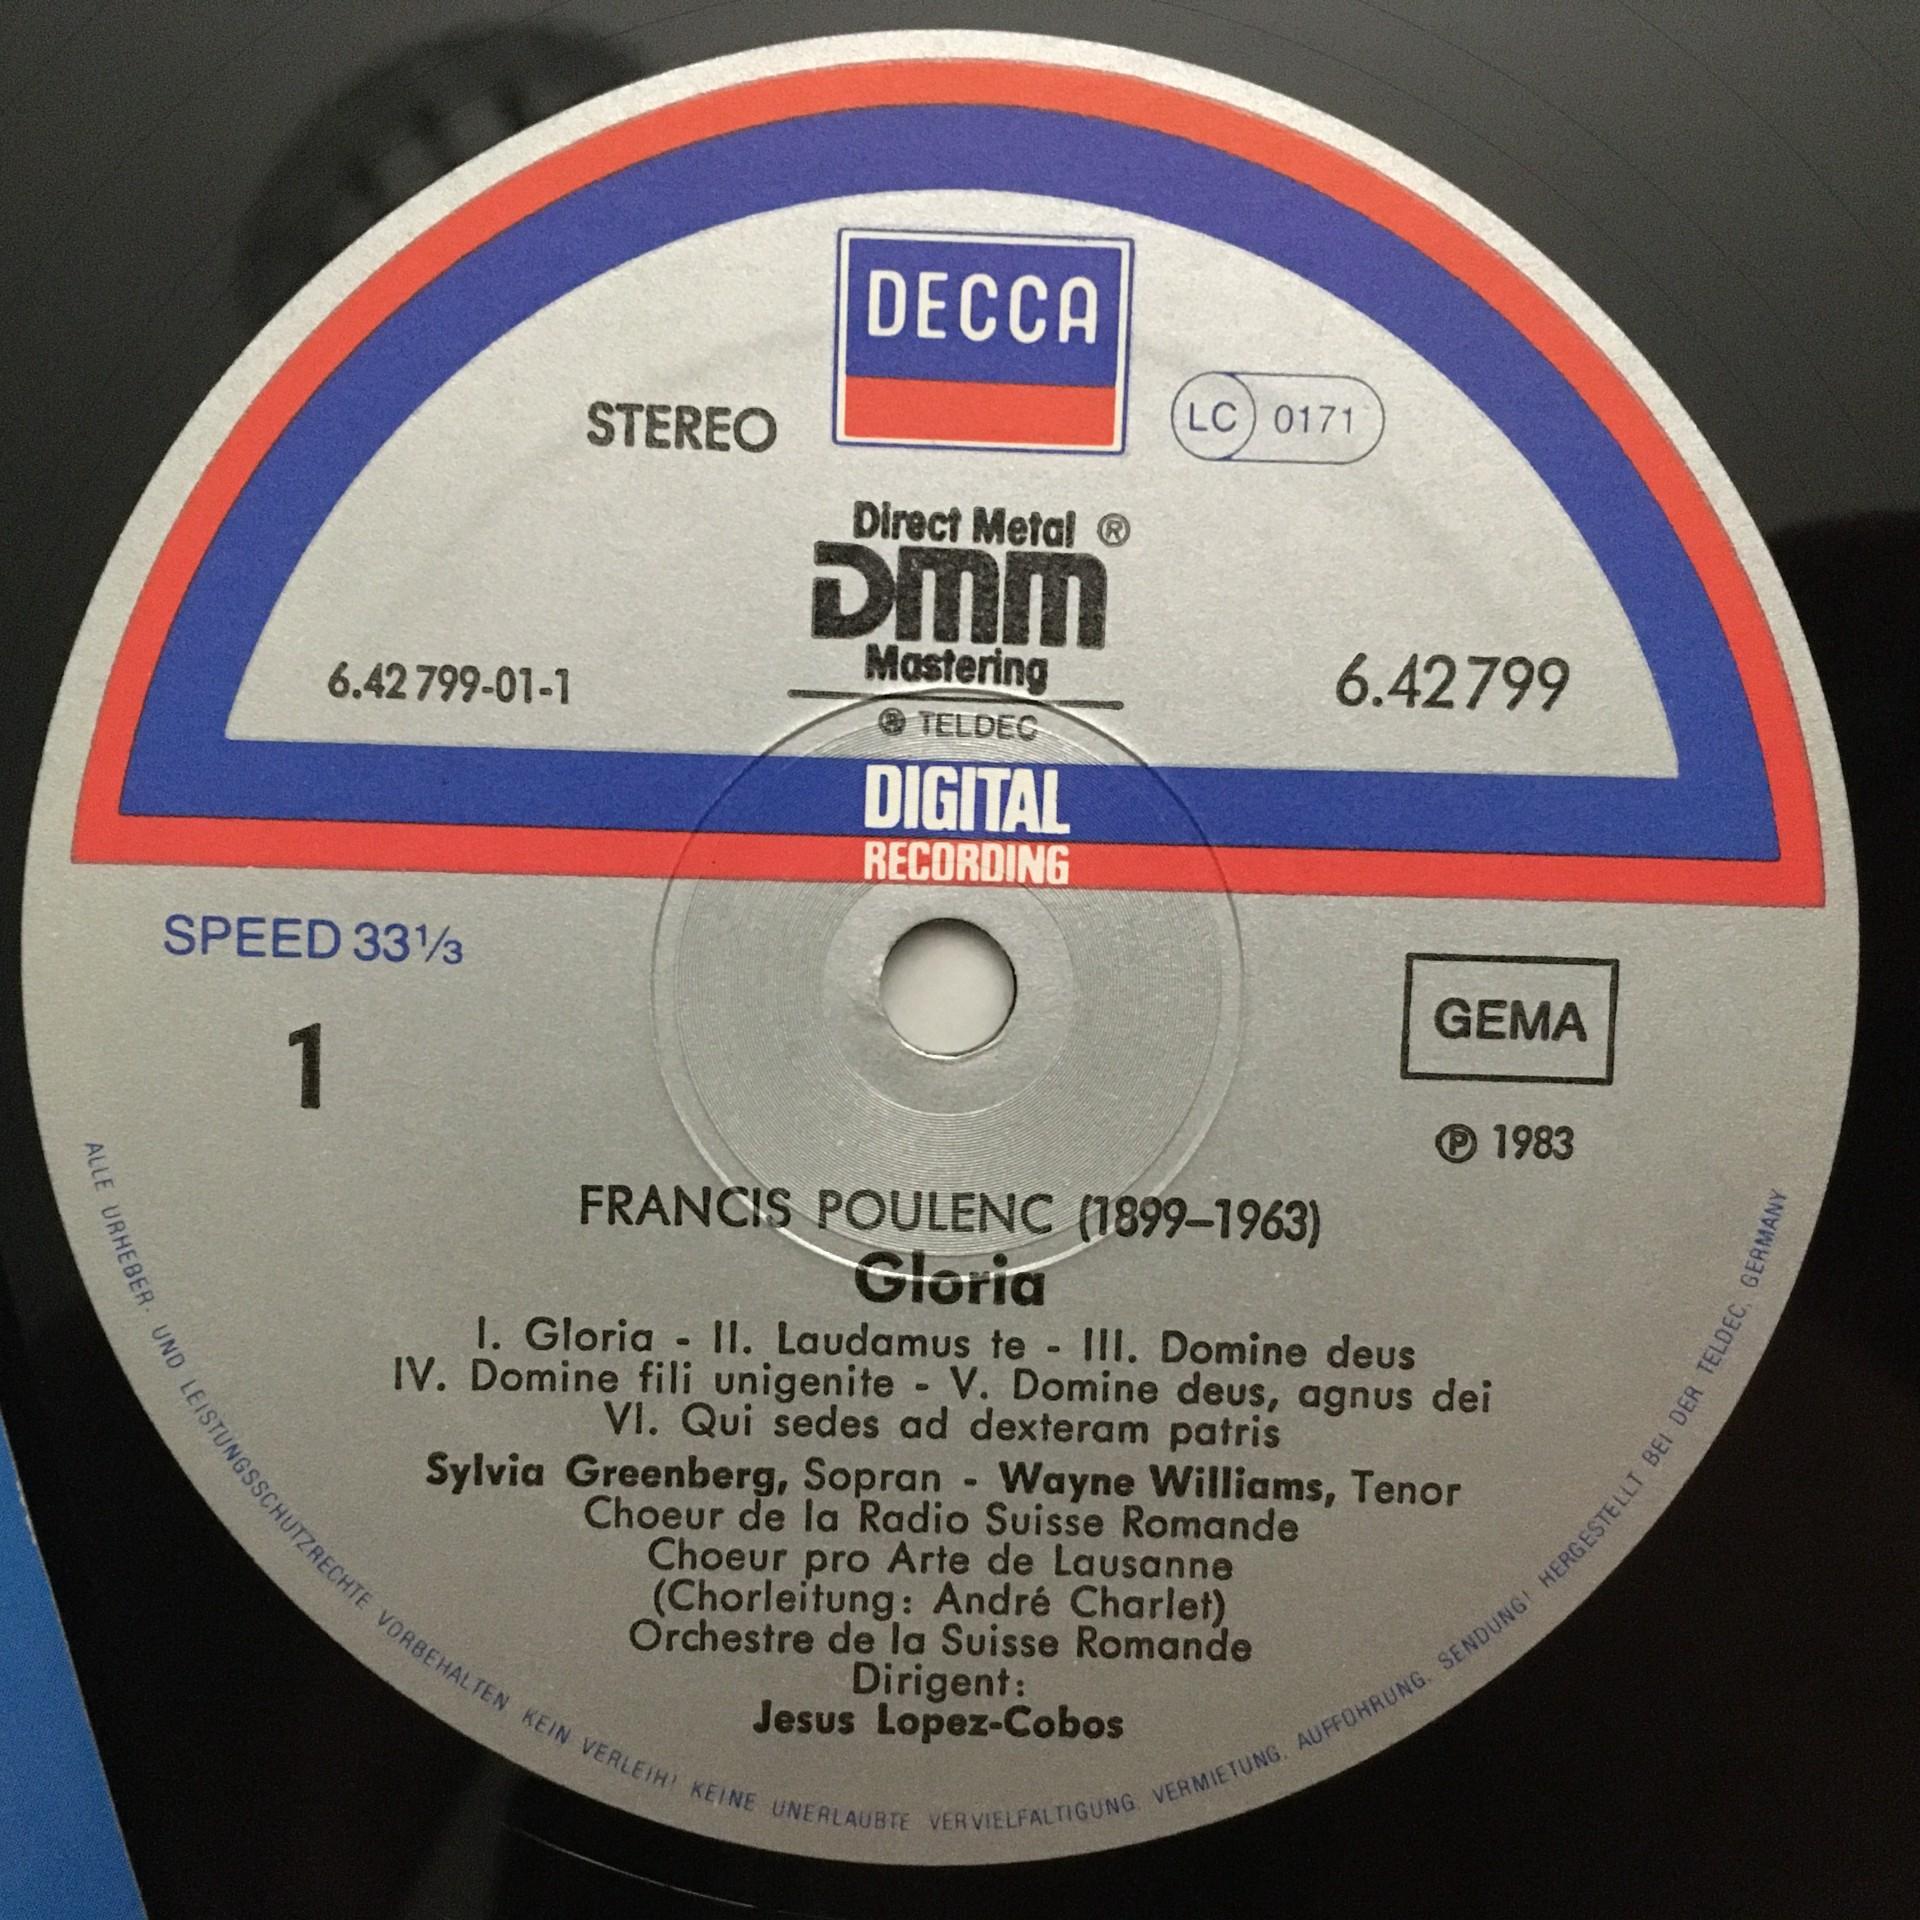 DECCA
STEREO
LC 0171
Direct Metal ®
DMM
Mastering
6.42 799-01-1
6.42 799
® TELDEC
DIGITAL
RECORDING
SPEED 33⅓
1
GEMA
℗ 1983
FRANCIS POULENC (1899–1963)
Gloria
I. Gloria - II. Laudamus te - III. Domine deus
IV. Domine fili unigenite - V. Domine deus, agnus dei
VI. Qui sedes ad dexteram patris
Sylvia Greenberg, Sopran - Wayne Williams, Tenor
Choeur de la Radio Suisse Romande
Choeur pro Arte de Lausanne
(Chorleitung: André Charlet)
Orchestre de la Suisse Romande
Dirigent:
Jesus Lopez-Cobos
ALLE URHEBER- UND LEISTUNGSSCHUTZRECHTE VORBEHALTEN KEIN VERLEIH! KEINE UNERLAUBTE VERVIELFALTIGUNG, VERMIETUNG, AUFFÜHRUNG, SENDUNG! HERGESTELLT BEI DER TELDEC, GERMANY